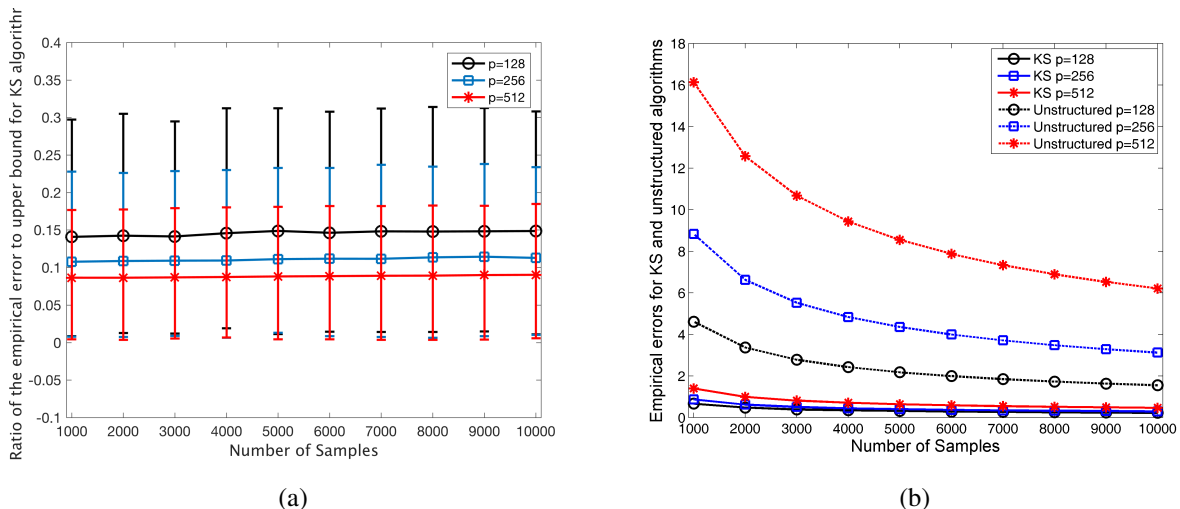 Ratio of the empirical error to upper bound for KS algorithr
0.4
0.35
0.3
0.25
0.2
0.15
0.1
0.05
0
-0.05
-0.1
1000 2000 3000 4000 5000 6000 7000 8000 9000 10000
Number of Samples
p=128
p=256
p=512
(a)
Empirical errors for KS and unstructured algorithms
18
16
14
12
10
8
6
4
2
0
1000 2000 3000 4000 5000 6000 7000 8000 9000 10000
Number of Samples
KS p=128
KS p=256
KS p=512
Unstructured p=128
Unstructured p=256
Unstructured p=512
(b)